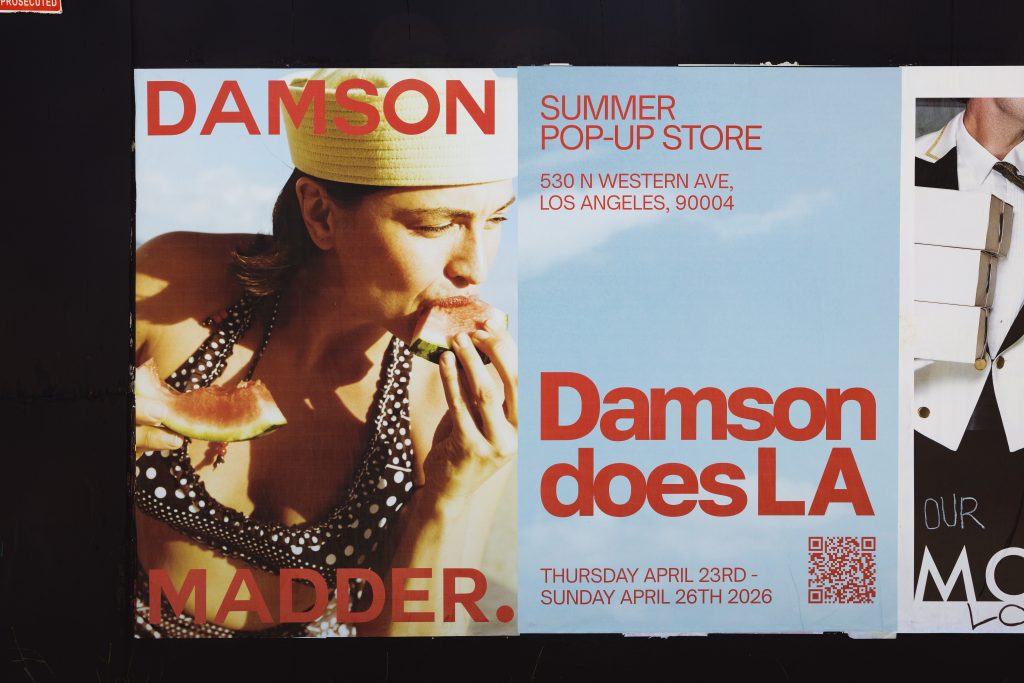 PROSECUTED
DAMSON
MADDER.
SUMMER
POP-UP STORE
530 N WESTERN AVE,
LOS ANGELES, 90004
Damson
does LA
THURSDAY APRIL 23RD -
SUNDAY APRIL 26TH 2026
OUR